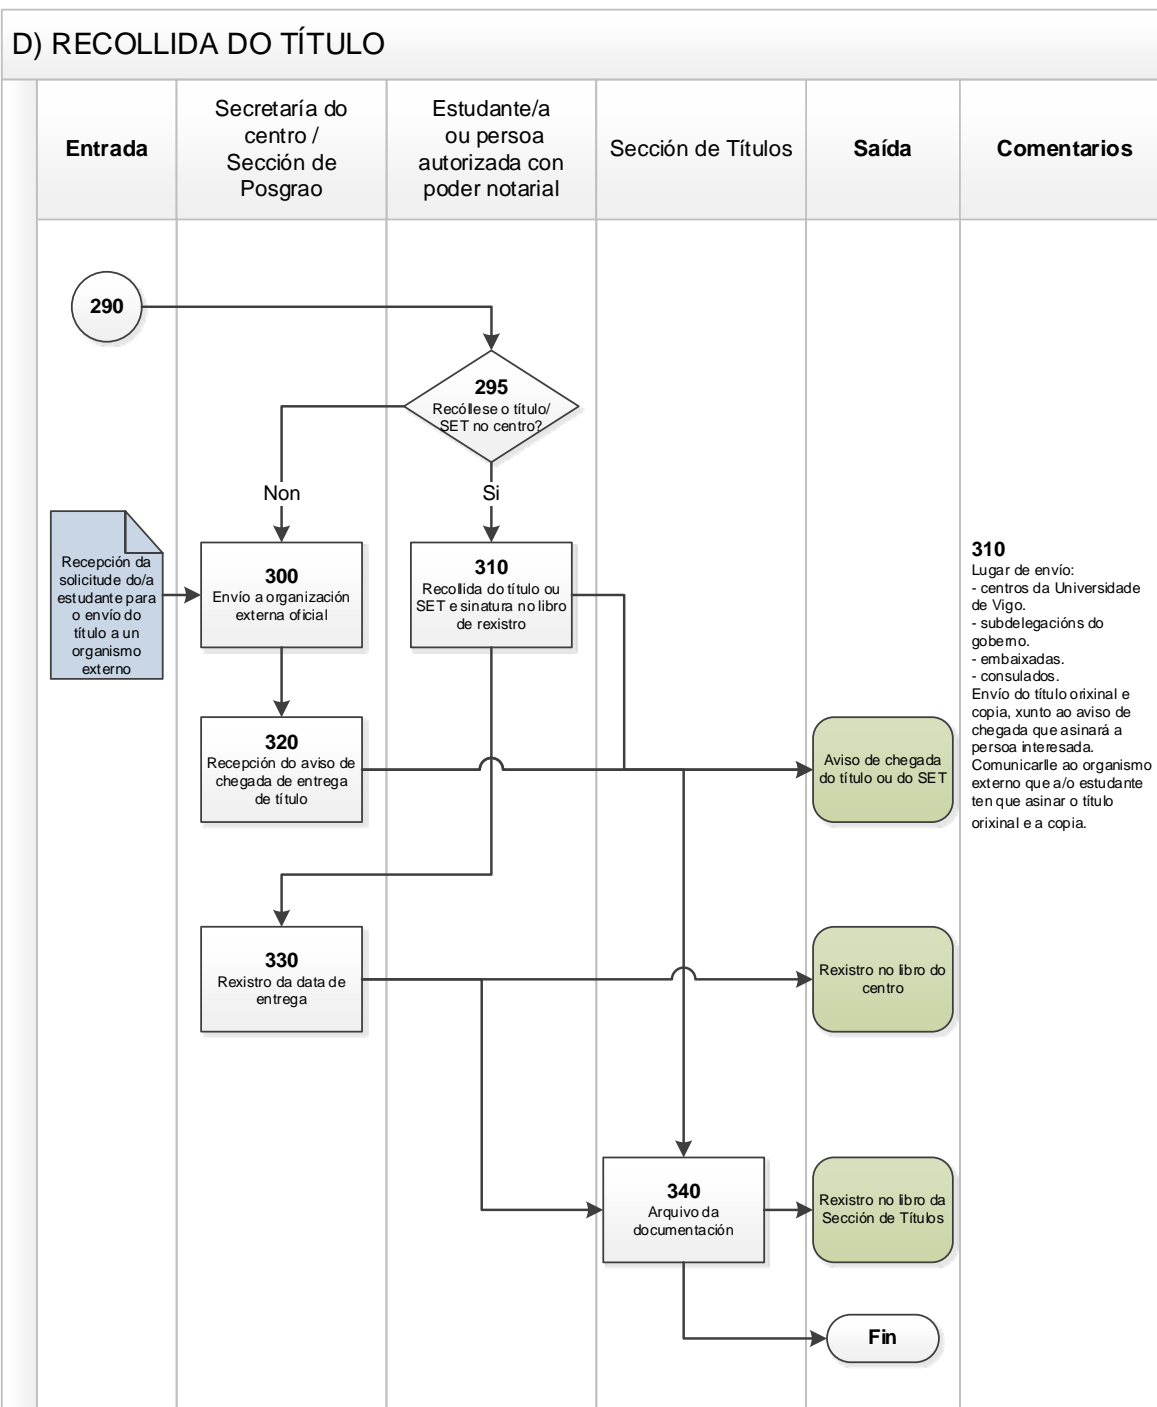 D) RECOLLIDA DO TÍTULO
Entrada
Secretaría do
centro /
Sección de
Posgrao
Estudante/a
ou persoa
autorizada con
poder notarial
Sección de Títulos
Saída
Comentarios
290
295
Recóllese o título/
SET no centro?
Non
Si
Recepción da
solicitude do/a
estudante para
o envío do
título a un
organismo
externo
300
Envío a organización
externa oficial
310
Recollida do título ou
SET e sinatura no libro
de rexistro
310
Lugar de envío:
- centros da Universidade
de Vigo.
- subdelegacións do
goberno.
- embaixadas.
- consulados.
Envío do título orixinal e
copia, xunto ao aviso de
chegada que asinará a
persoa interesada.
Comunicarlle ao organismo
externo que a/o estudante
ten que asinar o título
orixinal e a copia.
320
Recepción do aviso de
chegada de entrega
de título
Aviso de chegada
do título ou do SET
330
Rexistro da data de
entrega
Rexistro no libro do
centro
340
Arquivo da
documentación
Rexistro no libro da
Sección de Títulos
Fin